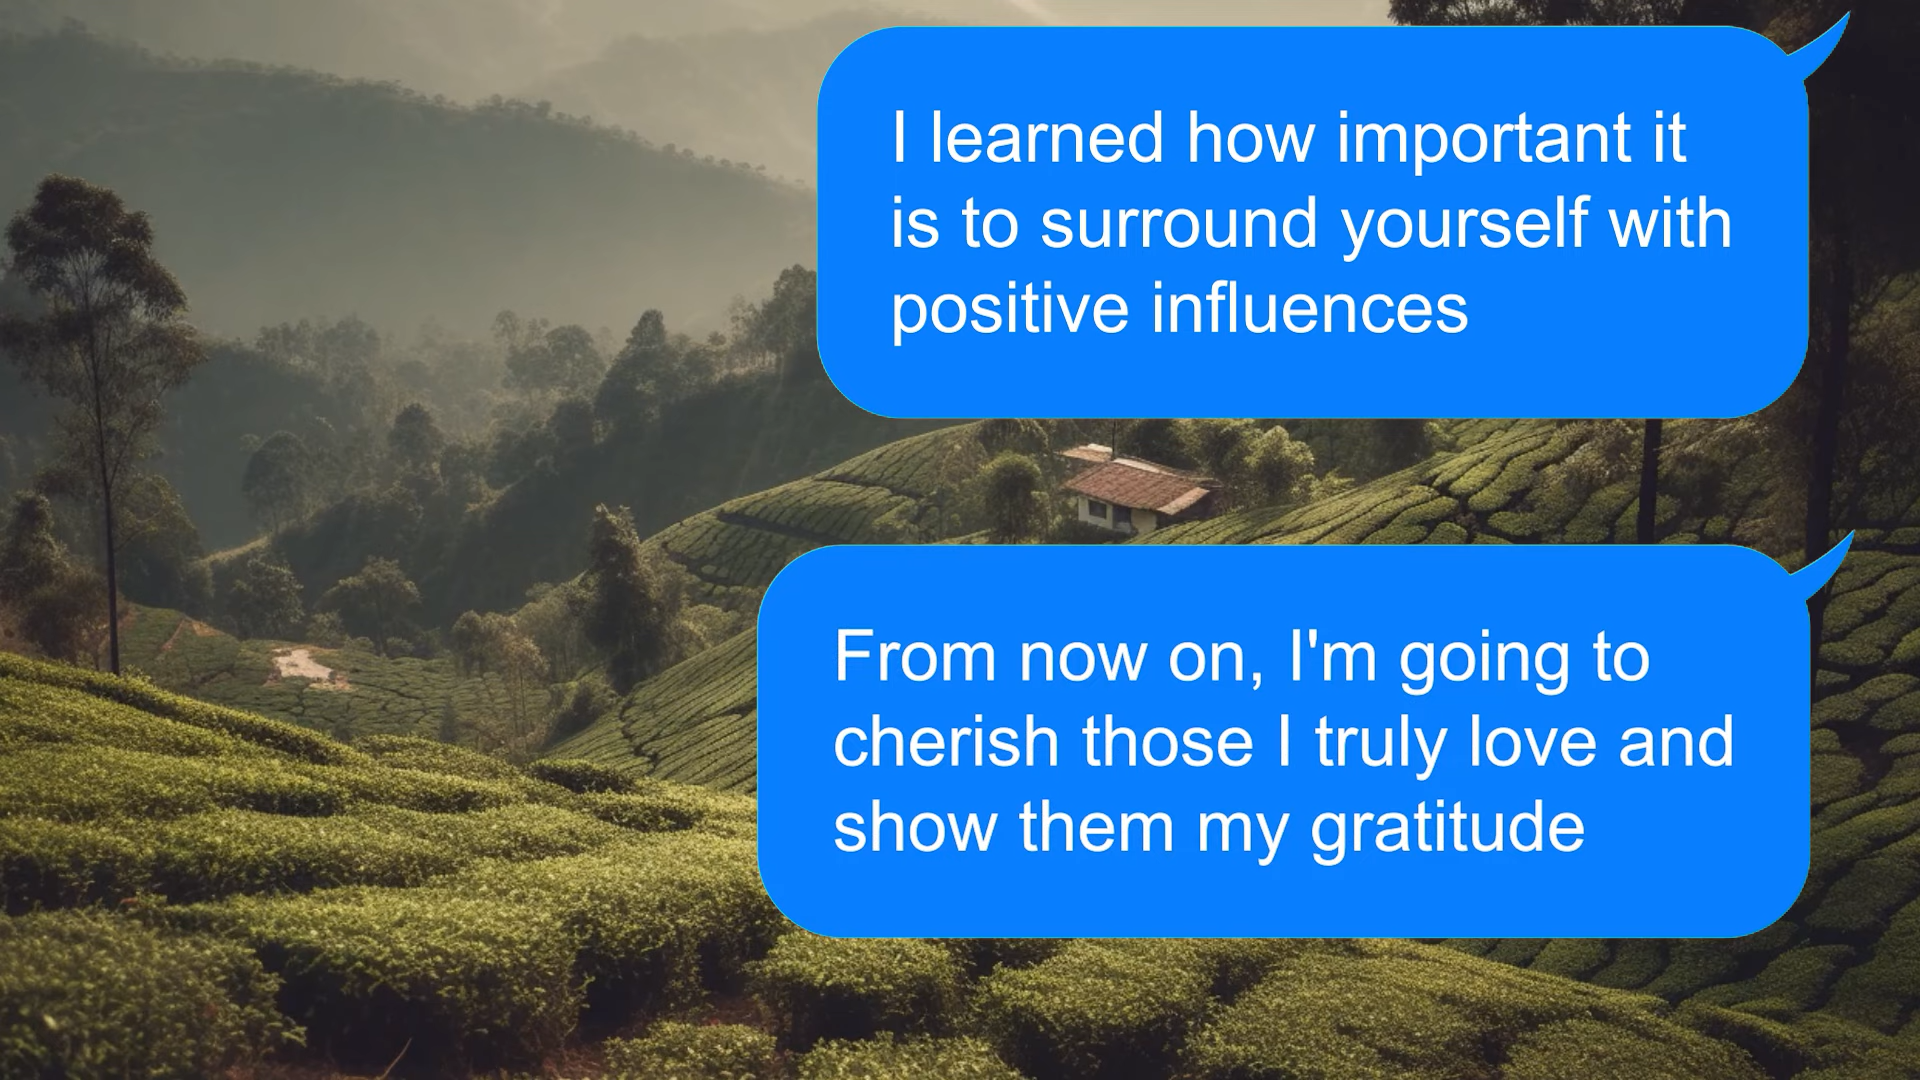 I learned how important it
is to surround yourself with
positive influences
From now on, I'm going to
cherish those I truly love and
show them my gratitude